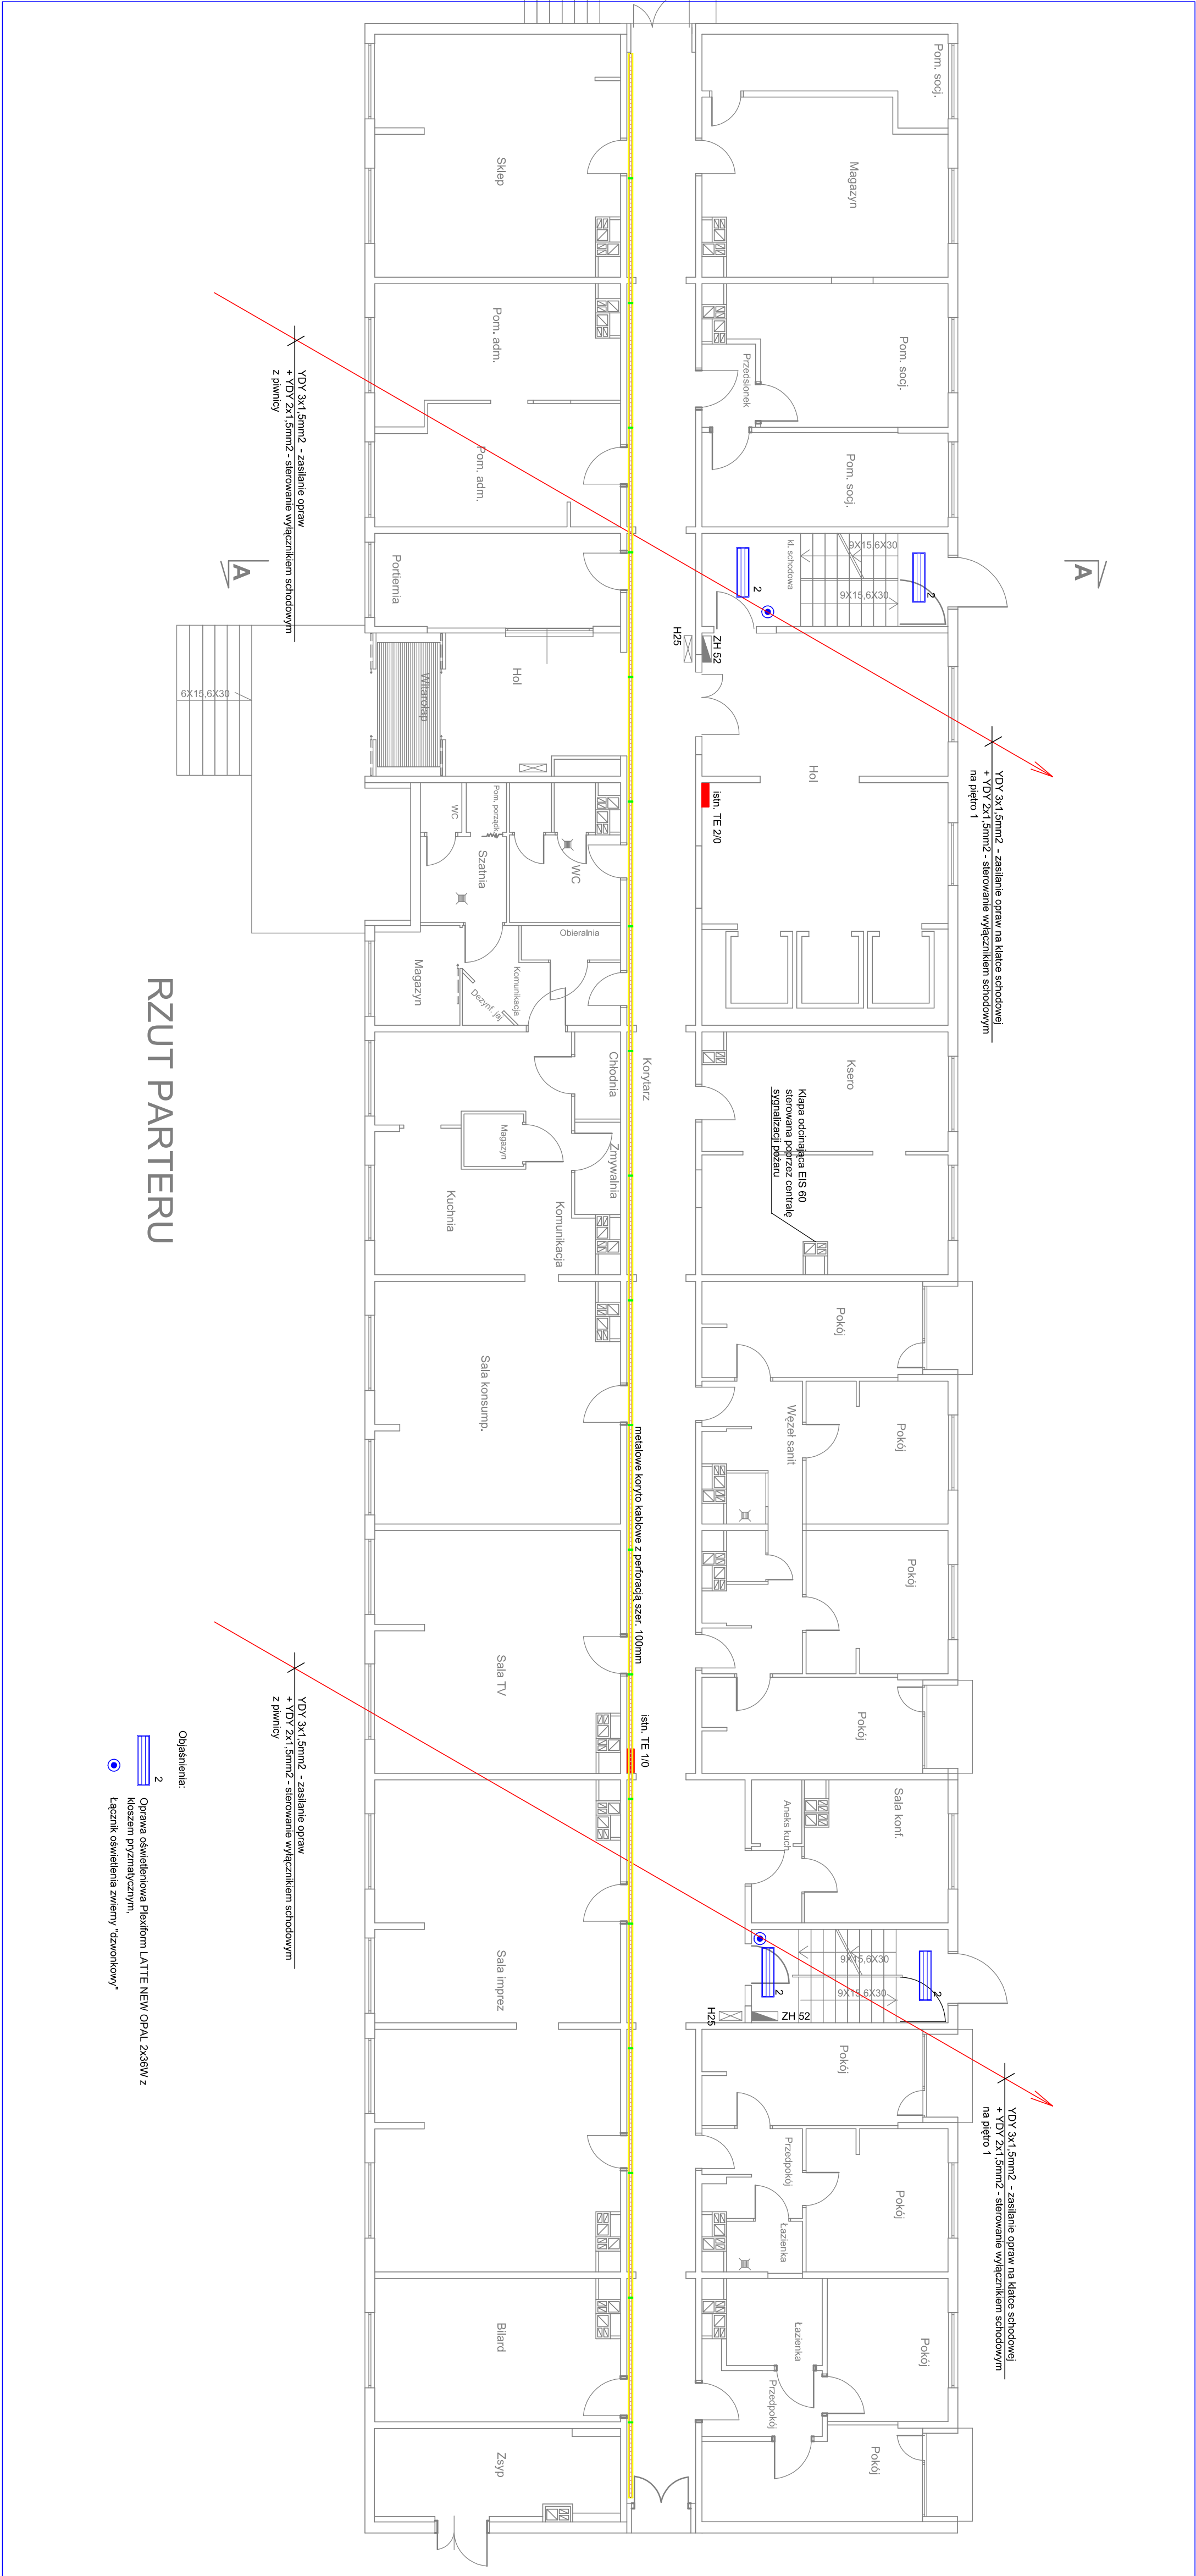 Pom. socj.
Magazyn
Sklep
Pom. socj.
Przedsionek
Pom. adm.
Pom. socj.
Pom. adm.
YDY 3x1,5mm2 - zasilanie opraw
+ YDY 2x1,5mm2 - sterowanie wyłącznikiem schodowym
z piwnicy
A
A
kl. schodowa
9X15,6X30
9X15,6X30
2
2
Portiernia
ZH 52
H25
Hol
Witarołap
6X15,6X30
Hol
istn. TE 2/0
YDY 3x1,5mm2 - zasilanie opraw na klatce schodowej
+ YDY 2x1,5mm2 - sterowanie wyłącznikiem schodowym
na piętro 1
WC
Pom. porządk.
Szatnia
WC
Obieralnia
Magazyn
Dezynf. jaj
Komunikacja
Chłodnia
Korytarz
Ksero
Klapa odcinająca EIS 60
sterowana poprzez centralę
sygnalizacji pożaru
Magazyn
Zmywalnia
Kuchnia
Komunikacja
RZUT PARTERU
Pokój
Sala konsump.
Pokój
Węzeł sanit
metalowe koryto kablowe z perforacją szer. 100mm
Pokój
Sala TV
Pokój
istn. TE 1/0
YDY 3x1,5mm2 - zasilanie opraw
+ YDY 2x1,5mm2 - sterowanie wyłącznikiem schodowym
z piwnicy
Sala konf.
Aneks kuch.
9X15,6X30
9X15,6X30
2
2
ZH 52
H25
Sala imprez
Pokój
YDY 3x1,5mm2 - zasilanie opraw na klatce schodowej
+ YDY 2x1,5mm2 - sterowanie wyłącznikiem schodowym
na piętro 1
Przedpokój
Pokój
Łazienka
Bilard
Łazienka
Pokój
Przedpokój
Pokój
Zsyp
Objaśnienia:
2
Oprawa oświetleniowa Plexiform LATTE NEW OPAL 2x36W z
kloszem pryzmatycznym,
Łącznik oświetlenia zwierny "dzwonkowy"